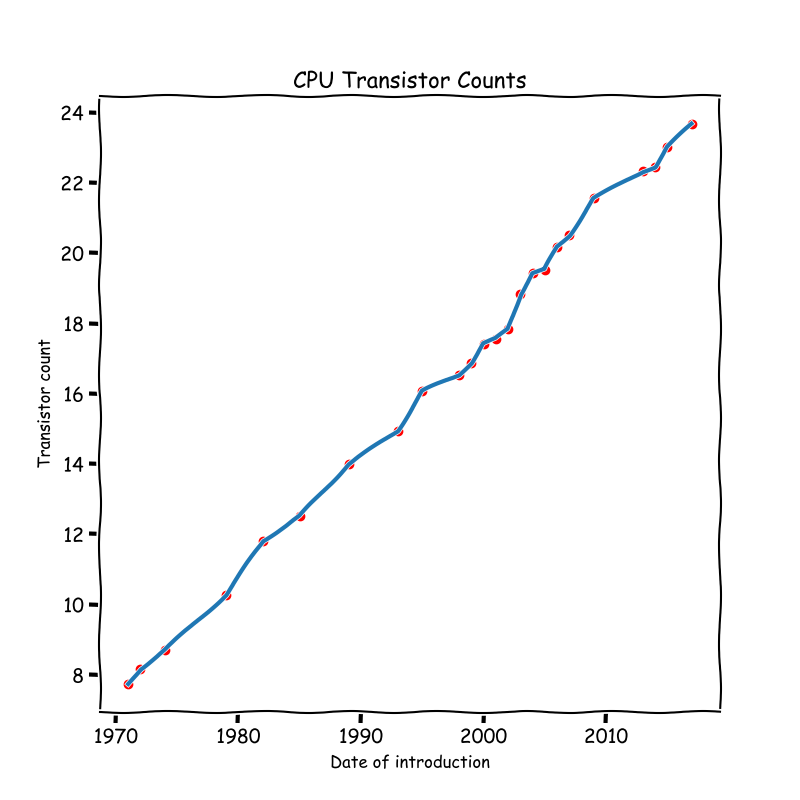 CPU Transistor Counts
24
22
20
18
16
14
12
10
8
Transistor count
1970 1980 1990 2000 2010
Date of introduction